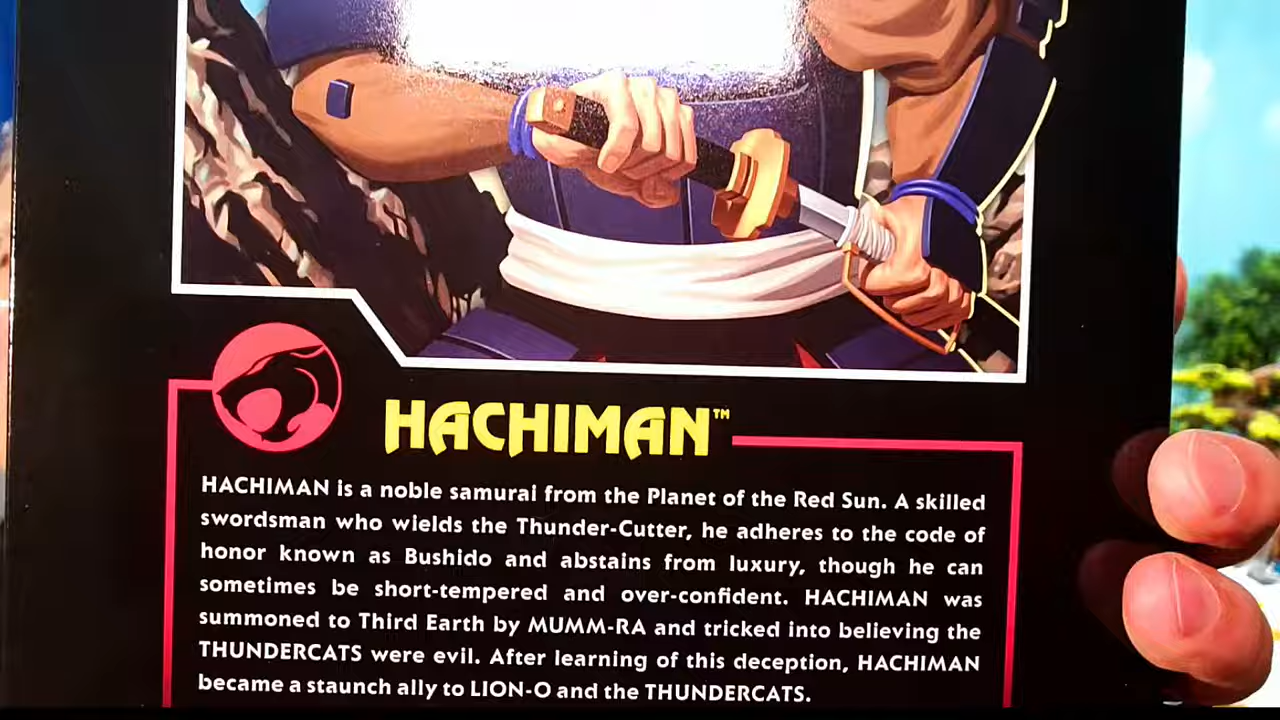 HACHIMAN™
HACHIMAN is a noble samurai from the Planet of the Red Sun. A skilled
swordsman who wields the Thunder-Cutter, he adheres to the code of
honor known as Bushido and abstains from luxury, though he can
sometimes be short-tempered and over-confident. HACHIMAN was
summoned to Third Earth by MUMM-RA and tricked into believing the
THUNDERCATS were evil. After learning of this deception, HACHIMAN
became a staunch ally to LION-O and the THUNDERCATS.